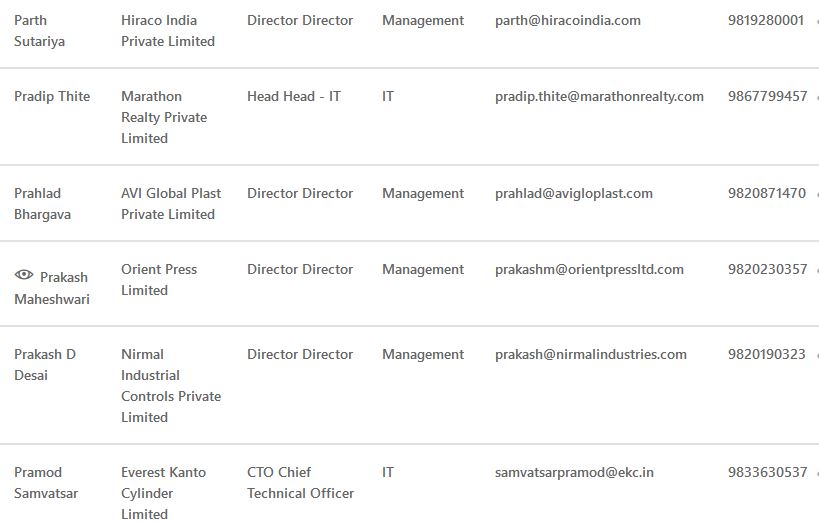 Parth Sutariya Hiraco India Private Limited Director Director Management parth@hiracoindia.com 9819280001
Pradip Thite Marathon Realty Private Limited Head Head - IT IT pradip.thite@marathonrealty.com 9867799457
Prahlad Bhargava AVI Global Plast Private Limited Director Director Management prahlad@avigloplast.com 9820871470
Prakash Maheshwari Orient Press Limited Director Director Management prakashm@orientpressltd.com 9820230357
Prakash D Desai Nirmal Industrial Controls Private Limited Director Director Management prakash@nirmalindustries.com 9820190323
Pramod Samvatsar Everest Kanto Cylinder Limited CTO Chief Technical Officer IT samvatsarpramod@ekc.in 9833630537